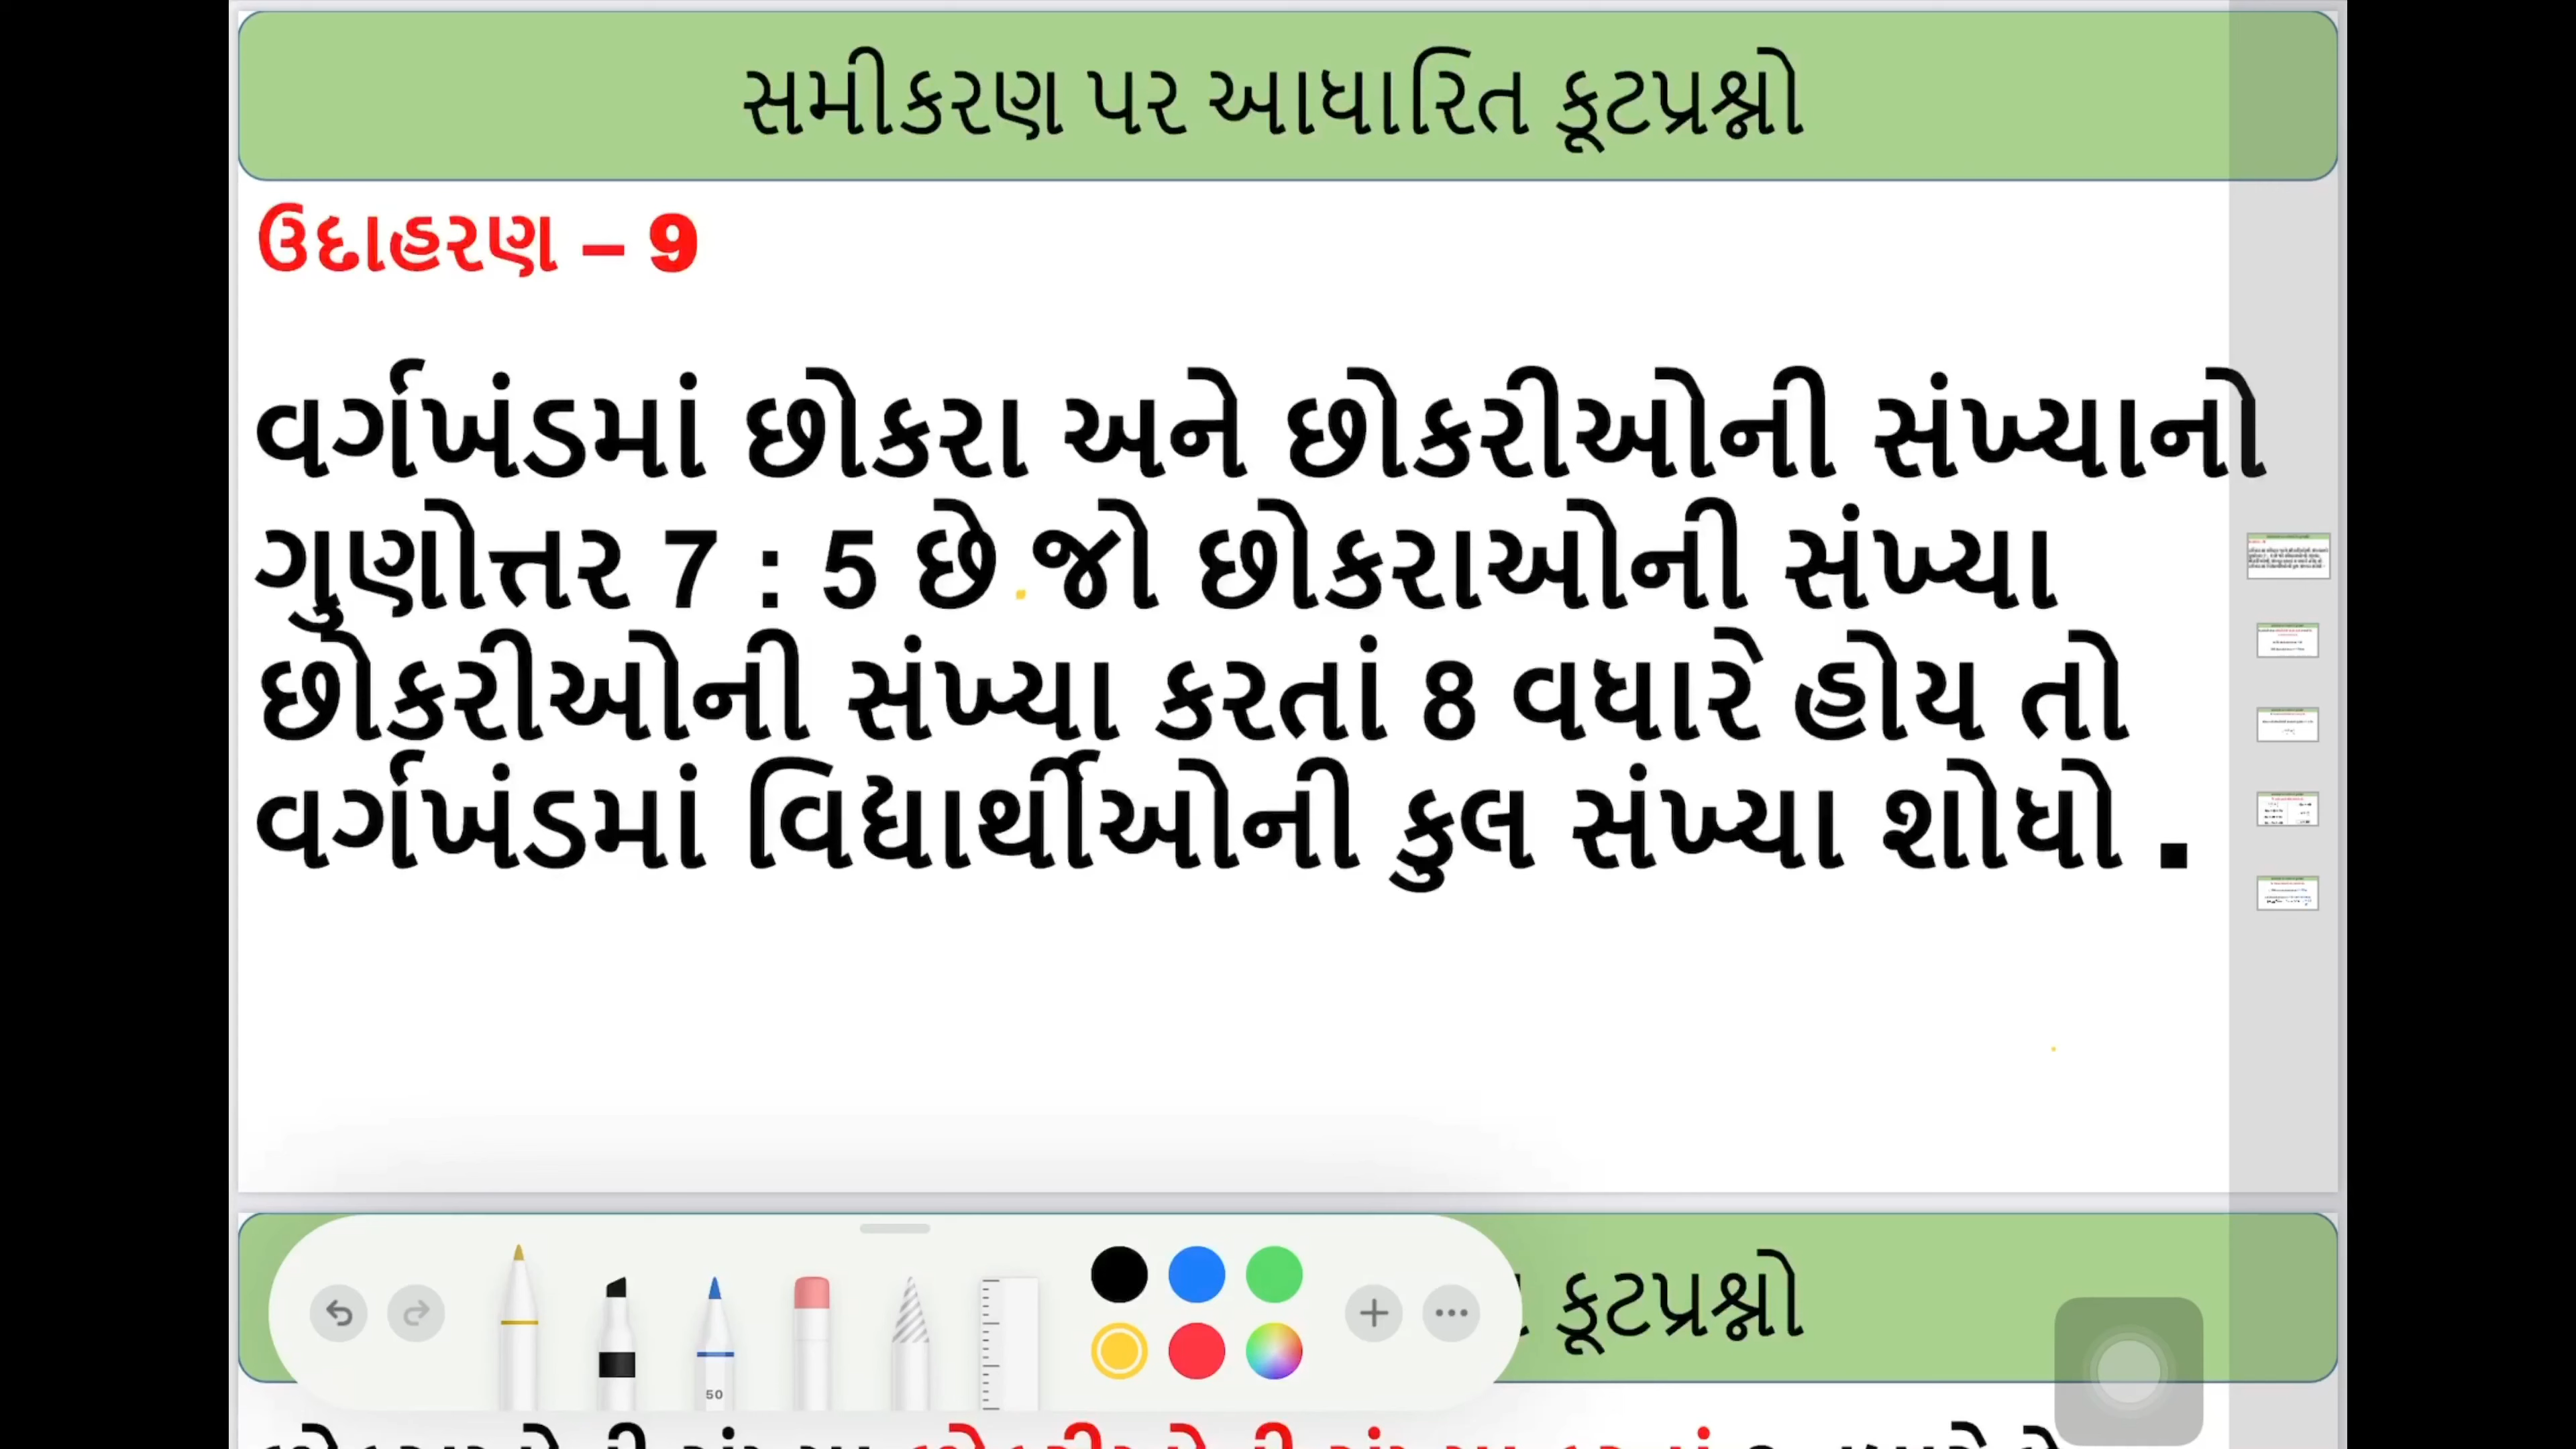 સમીકરણ પર આધારિત કૂટપ્રશ્નો
ઉદાહરણ – 9
વર્ગખંડમાં છોકરા અને છોકરીઓની સંખ્યાનો
ગુણોત્તર 7 : 5 છે જો છોકરાઓની સંખ્યા
છોકરીઓની સંખ્યા કરતાં 8 વધારે હોય તો
વર્ગખંડમાં વિદ્યાર્થીઓની કુલ સંખ્યા શોધો .
કૂટપ્રશ્નો
50